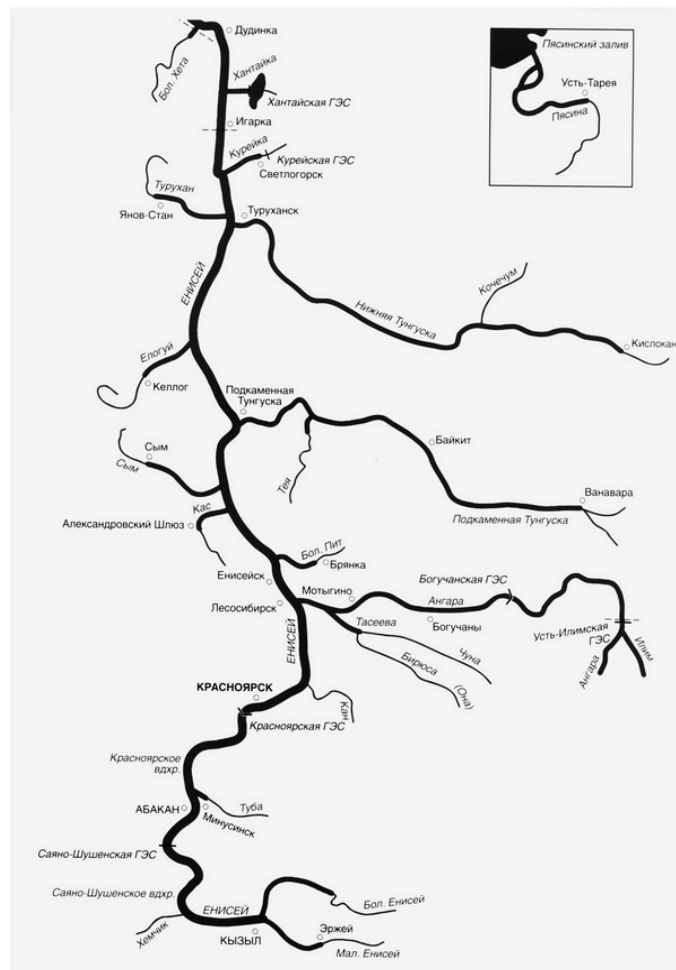 Дудинка
Бол. Хета
Хантайка
Хантайская ГЭС
Игарка
Курейка
Курейская ГЭС
Светлогорск
Турухан
Янов-Стан
Туруханск
ЕНИСЕЙ
Нижняя Тунгуска
Кочечум
Кислокан
Елогуй
Келлог
Подкаменная
Тунгуска
Байкит
Сым
Сым
Тея
Ванавара
Подкаменная Тунгуска
Кас
Александровский Шлюз
Бол. Пит
Брянка
Енисейск
Мотыгино
Богучанская ГЭС
Ангара
Лесосибирск
Тасеева
Богучаны
Усть-Илимская
ГЭС
Чуна
Бирюса
(Она)
Ангара
Илим
ЕНИСЕЙ
КРАСНОЯРСК
Кан
Красноярская ГЭС
Красноярское
вдхр.
АБАКАН
Туба
Минусинск
Саяно-Шушенская ГЭС
Саяно-Шушенское вдхр.
ЕНИСЕЙ
Бол. Енисей
Хемчик
КЫЗЫЛ
Эржей
Мал. Енисей
Пясинский залив
Усть-Тарея
Пясина